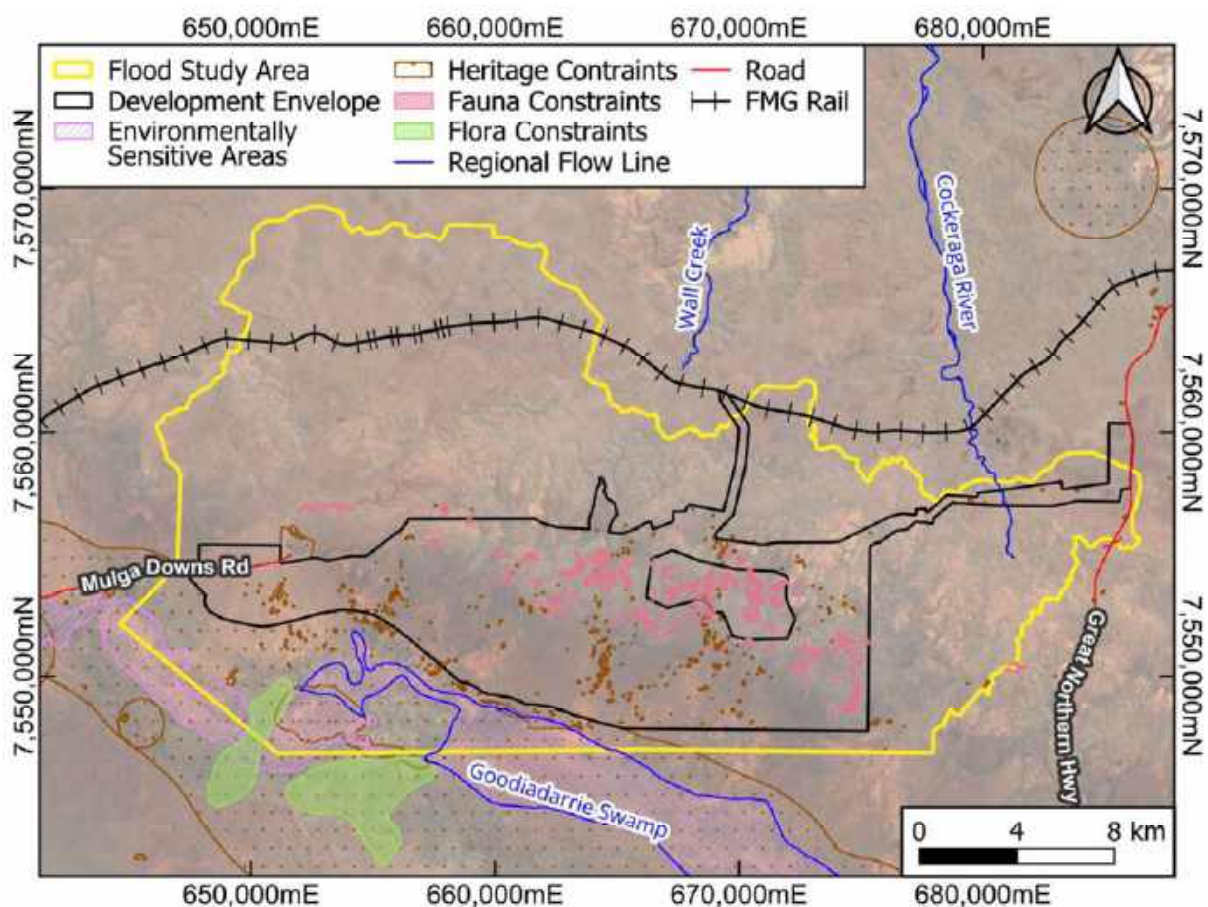 650,000mE 660,000mE 670,000mE 680,000mE
Flood Study Area
Development Envelope
Environmentally
Sensitive Areas
Heritage Contraints
Fauna Constraints
Flora Constraints
Regional Flow Line
Road
FMG Rail
7,570,000mN
7,560,000mN
7,550,000mN
7,570,000mN
7,560,000mN
7,550,000mN
Wall Creek
Cockeraga River
Mulga Downs Rd
Goodiadarrie Swamp
Great Northern Hwy
0 4 8 km
650,000mE 660,000mE 670,000mE 680,000mE